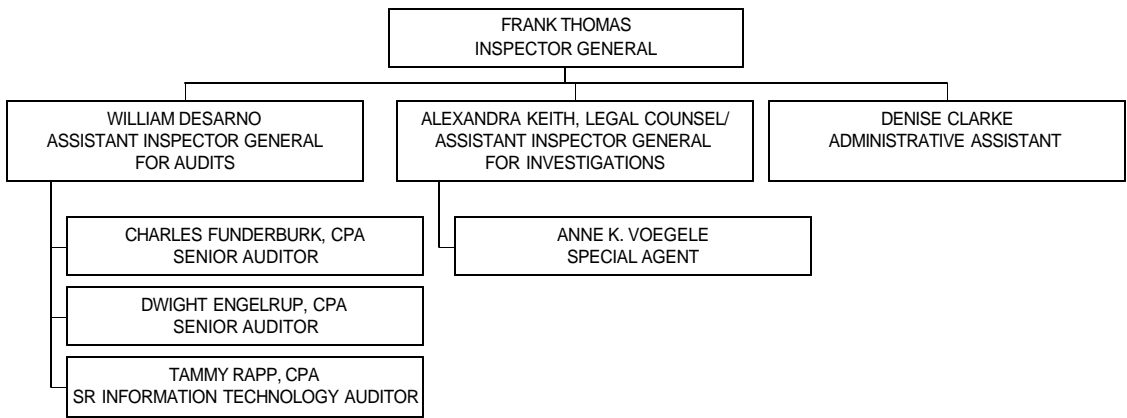 FRANK THOMAS
INSPECTOR GENERAL
WILLIAM DESARNO
ASSISTANT INSPECTOR GENERAL
FOR AUDITS
ALEXANDRA KEITH, LEGAL COUNSEL/
ASSISTANT INSPECTOR GENERAL
FOR INVESTIGATIONS
DENISE CLARKE
ADMINISTRATIVE ASSISTANT
CHARLES FUNDERBURK, CPA
SENIOR AUDITOR
ANNE K. VOEGELE
SPECIAL AGENT
DWIGHT ENGELRUP, CPA
SENIOR AUDITOR
TAMMY RAPP, CPA
SR INFORMATION TECHNOLOGY AUDITOR